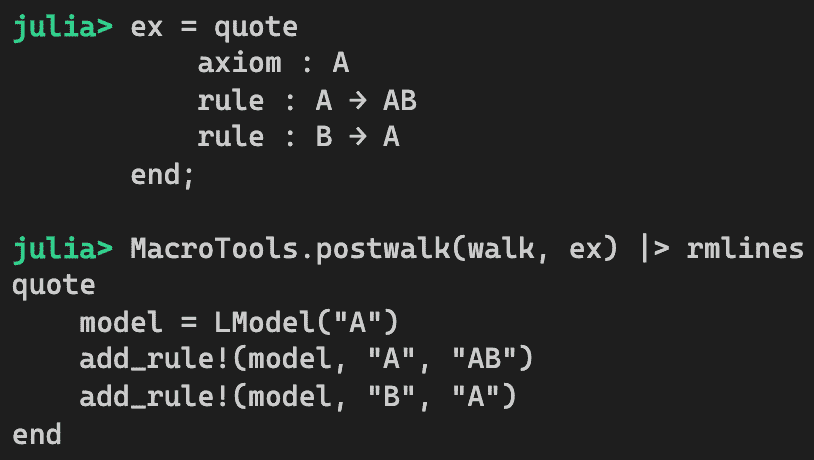 julia> ex = quote
           axiom : A
           rule : A → AB
           rule : B → A
       end;

julia> MacroTools.postwalk(walk, ex) |> rmlines
quote
    model = LModel("A")
    add_rule!(model, "A", "AB")
    add_rule!(model, "B", "A")
end